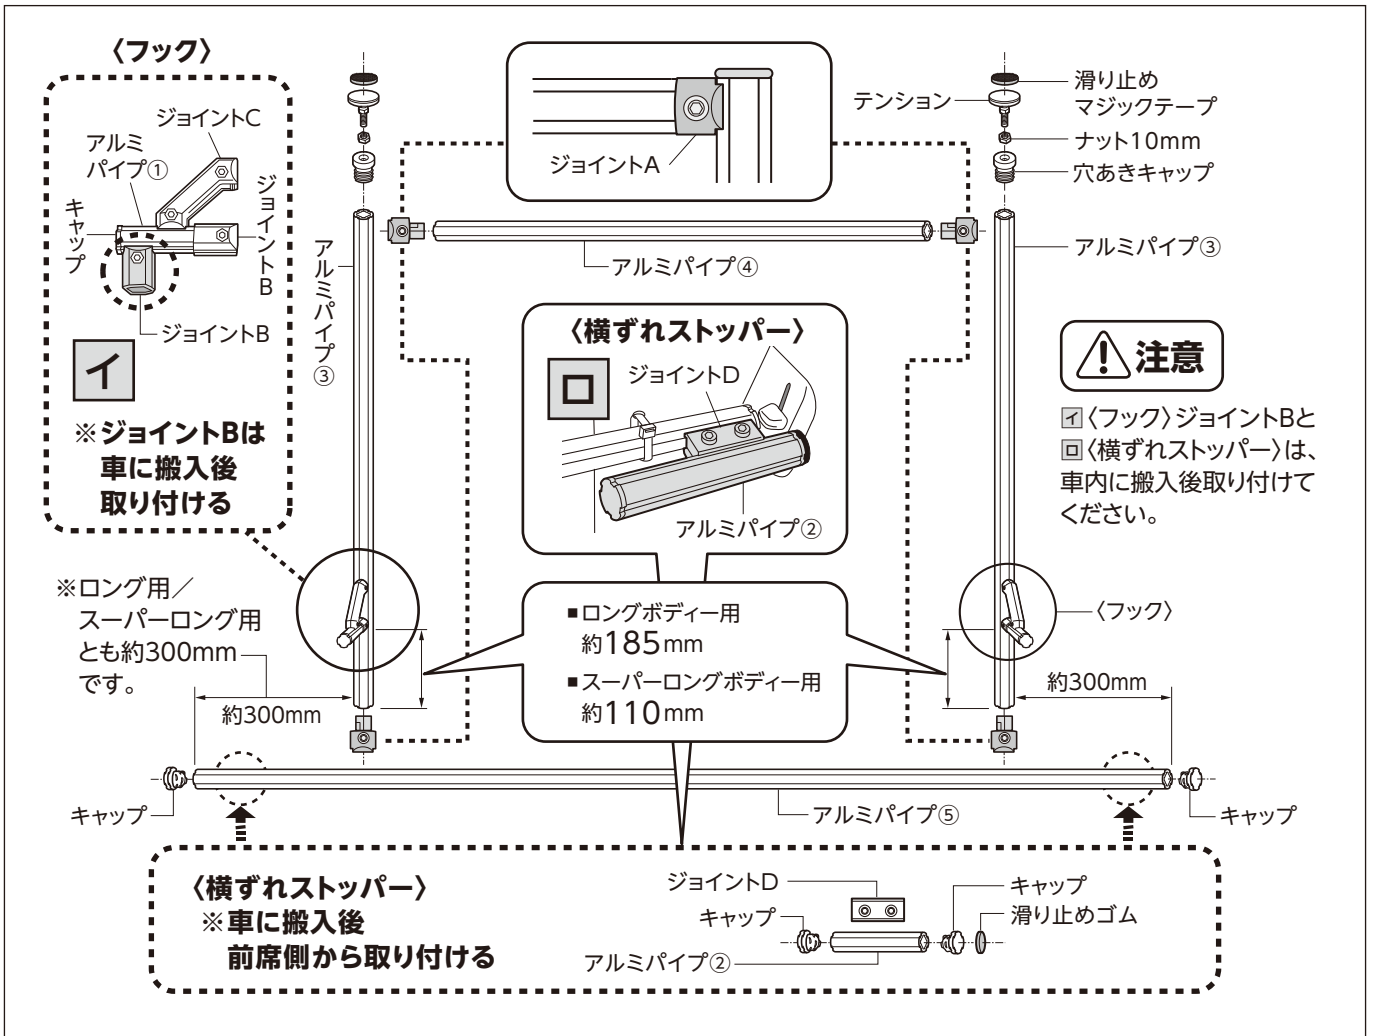 〈フック〉
ジョイントC
アルミ
パイプ①
キャップ
ジョイントB
ジョイントB
イ
※ジョイントBは
車に搬入後
取り付ける
ジョイントA
テンション
滑り止め
マジックテープ
ナット10mm
穴あきキャップ
アルミパイプ③
アルミパイプ④
アルミパイプ③
〈横ずれストッパー〉
ロ
ジョイントD
アルミパイプ②
注意
イ〈フック〉ジョイントBと
ロ〈横ずれストッパー〉は、
車内に搬入後取り付けて
ください。
※ロング用／
スーパーロング用
とも約300mm
です。
約300mm
■ロングボディー用
約185mm
■スーパーロングボディー用
約110mm
〈フック〉
約300mm
キャップ
アルミパイプ⑤
キャップ
〈横ずれストッパー〉
※車に搬入後
前席側から取り付ける
ジョイントD
キャップ
アルミパイプ②
キャップ
滑り止めゴム